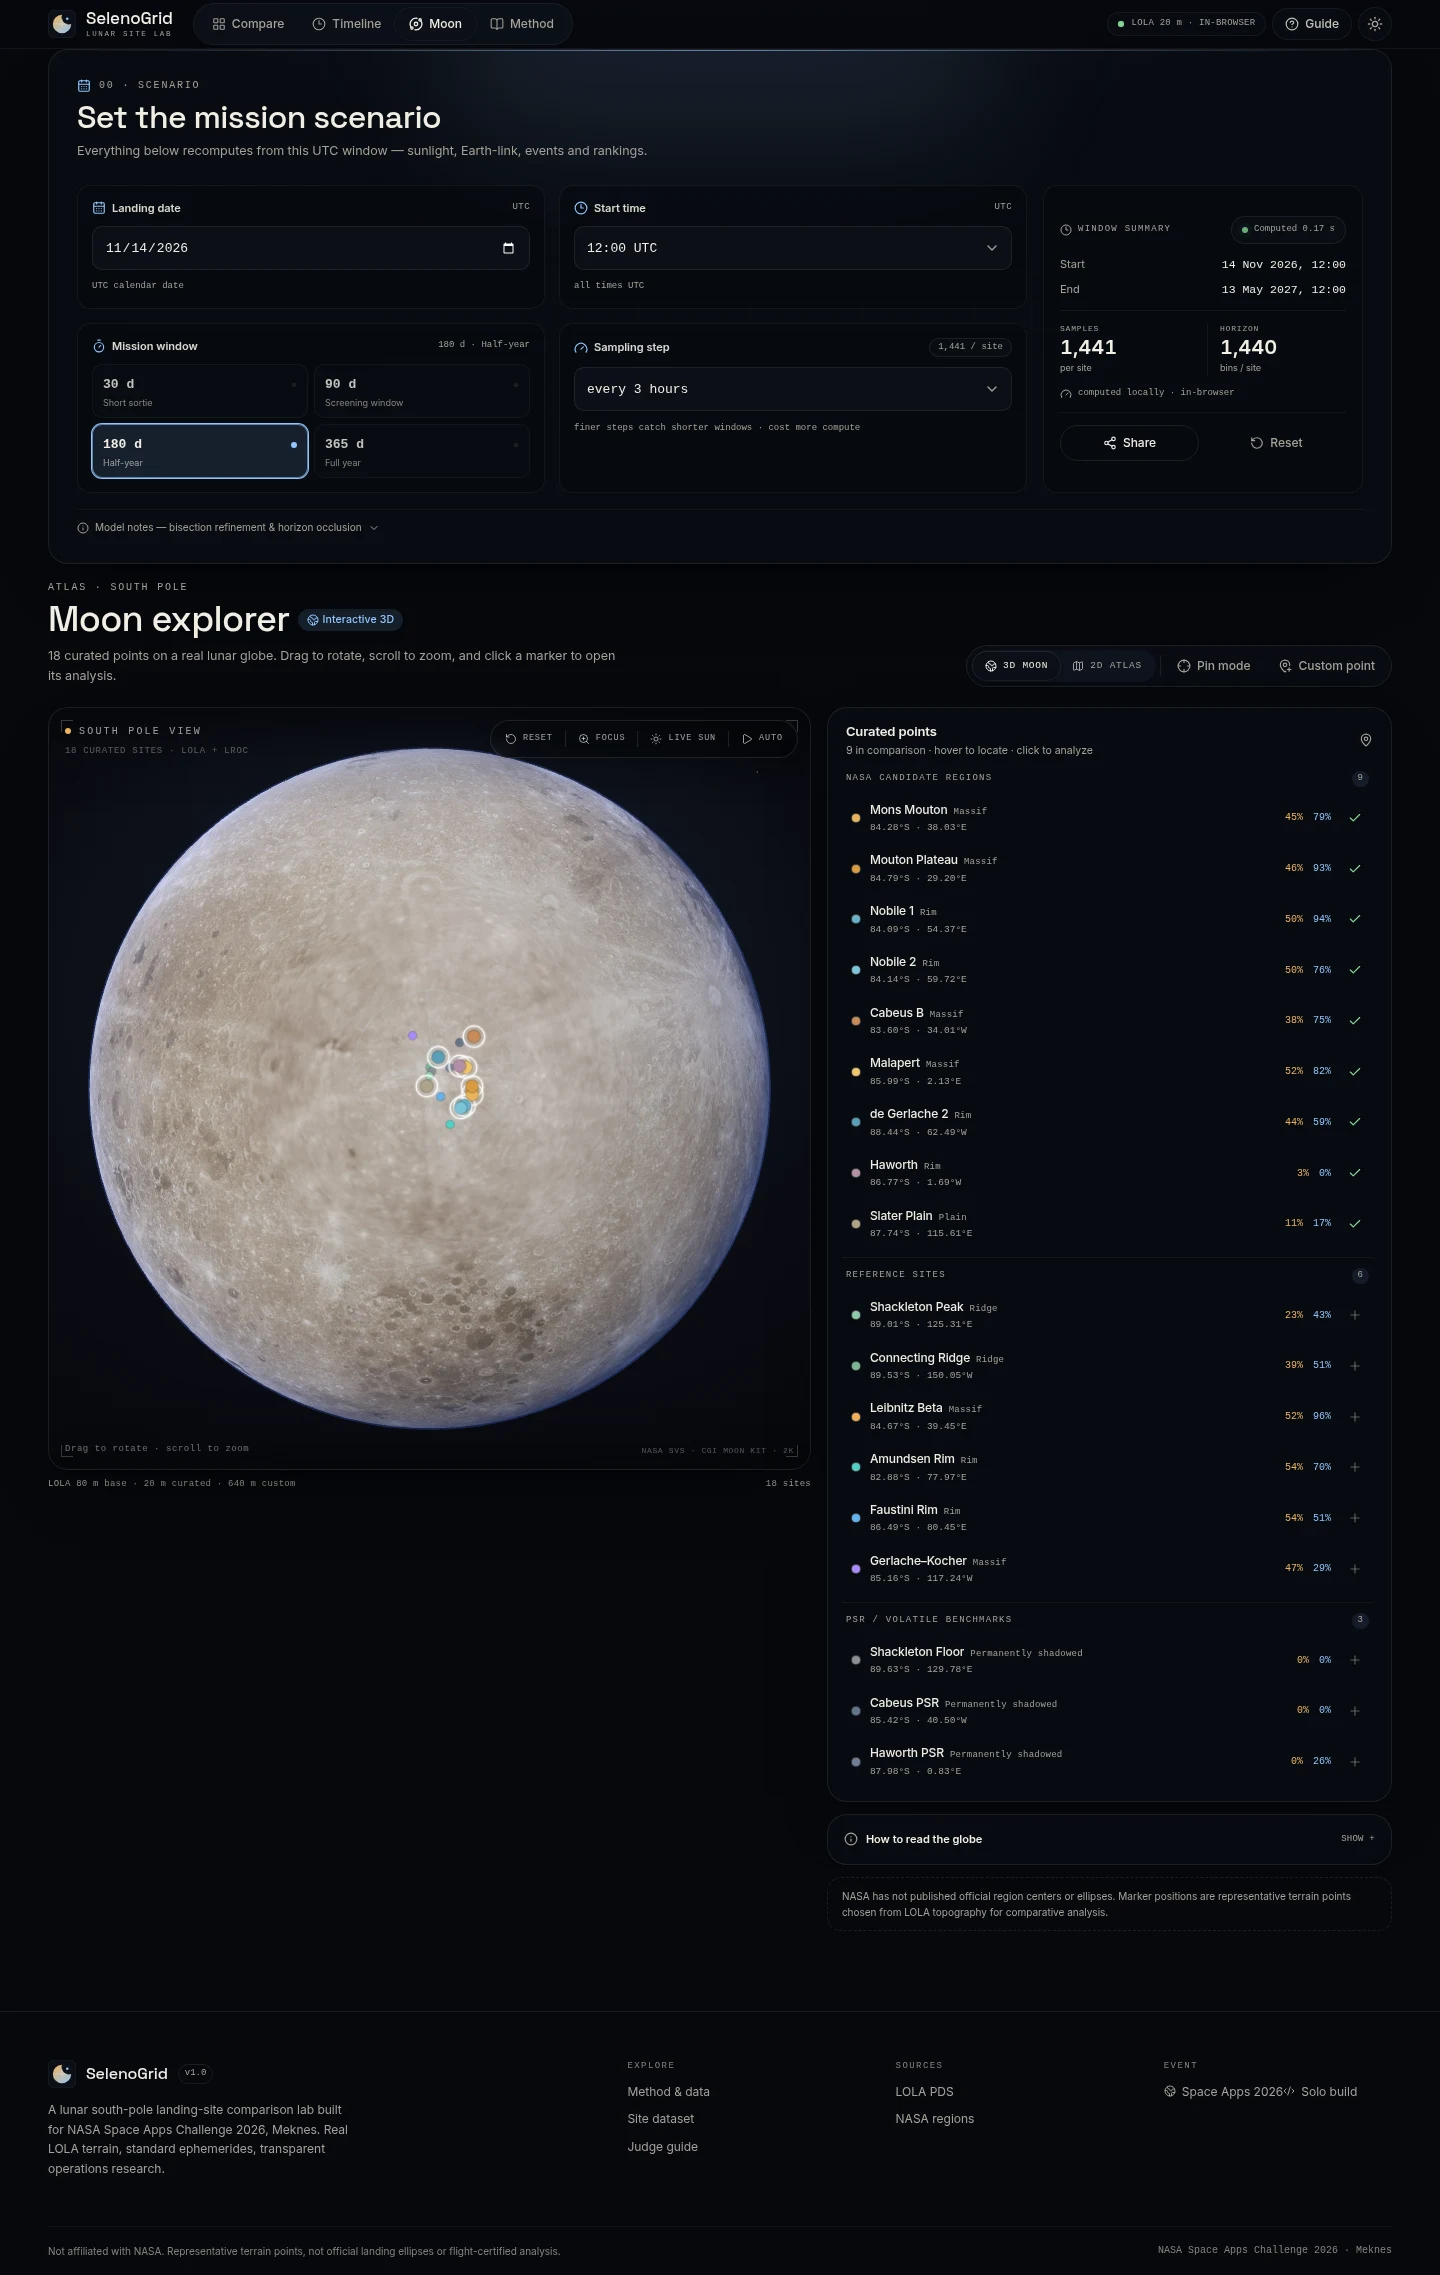 SelenoGrid
LUNAR SITE LAB
Compare
Timeline
Moon
Method
LOLA 20 m · IN-BROWSER
Guide
00 · SCENARIO
Set the mission scenario
Everything below recomputes from this UTC window — sunlight, Earth-link, events and rankings.
Landing date
UTC
11/14/2026
UTC calendar date
Start time
UTC
12:00 UTC
all times UTC
Mission window
180 d · Half-year
30 d
Short sortie
90 d
Screening window
180 d
Half-year
365 d
Full year
Sampling step
1,441 / site
every 3 hours
finer steps catch shorter windows · cost more compute
WINDOW SUMMARY
Computed 0.17 s
Start
14 Nov 2026, 12:00
End
13 May 2027, 12:00
SAMPLES
1,441
per site
HORIZON
1,440
bins / site
computed locally · in-browser
Share
Reset
Model notes — bisection refinement & horizon occlusion
ATLAS · SOUTH POLE
Moon explorer
Interactive 3D
18 curated points on a real lunar globe. Drag to rotate, scroll to zoom, and click a marker to open
its analysis.
3D MOON
2D ATLAS
Pin mode
Custom point
SOUTH POLE VIEW
18 CURATED SITES · LOLA + LROC
RESET
FOCUS
LIVE SUN
AUTO
Drag to rotate · scroll to zoom
NASA SVS · CGI MOON KIT · 2K
LOLA 80 m base · 20 m curated · 640 m custom
18 sites
Curated points
9 in comparison · hover to locate · click to analyze
NASA CANDIDATE REGIONS
9
Mons Mouton Massif
84.28°S · 38.03°E
45% 79%
Mouton Plateau Massif
84.79°S · 29.20°E
46% 93%
Nobile 1 Rim
84.09°S · 54.37°E
50% 94%
Nobile 2 Rim
84.14°S · 59.72°E
50% 76%
Cabeus B Massif
83.60°S · 34.01°W
38% 75%
Malapert Massif
85.99°S · 2.13°E
52% 82%
de Gerlache 2 Rim
88.44°S · 62.49°W
44% 59%
Haworth Rim
86.77°S · 1.69°W
3% 0%
Slater Plain Plain
87.74°S · 115.61°E
11% 17%
REFERENCE SITES
6
Shackleton Peak Ridge
89.01°S · 125.31°E
23% 43%
Connecting Ridge Ridge
89.53°S · 150.05°W
39% 51%
Leibnitz Beta Massif
84.67°S · 39.45°E
52% 96%
Amundsen Rim Rim
82.88°S · 77.97°E
54% 70%
Faustini Rim Rim
86.49°S · 80.45°E
54% 51%
Gerlache–Kocher Massif
85.16°S · 117.24°W
47% 29%
PSR / VOLATILE BENCHMARKS
3
Shackleton Floor Permanently shadowed
89.63°S · 129.78°E
0% 0%
Cabeus PSR Permanently shadowed
85.42°S · 40.50°W
0% 0%
Haworth PSR Permanently shadowed
87.98°S · 0.83°E
0% 26%
How to read the globe
SHOW +
NASA has not published official region centers or ellipses. Marker positions are representative terrain points
chosen from LOLA topography for comparative analysis.
SelenoGrid
v1.0
A lunar south-pole landing-site comparison lab built
for NASA Space Apps Challenge 2026, Meknes. Real
LOLA terrain, standard ephemerides, transparent
operations research.
EXPLORE
Method & data
Site dataset
Judge guide
SOURCES
LOLA PDS
NASA regions
EVENT
Space Apps 2026
Solo build
Not affiliated with NASA. Representative terrain points, not official landing ellipses or flight-certified analysis.
NASA Space Apps Challenge 2026 · Meknes